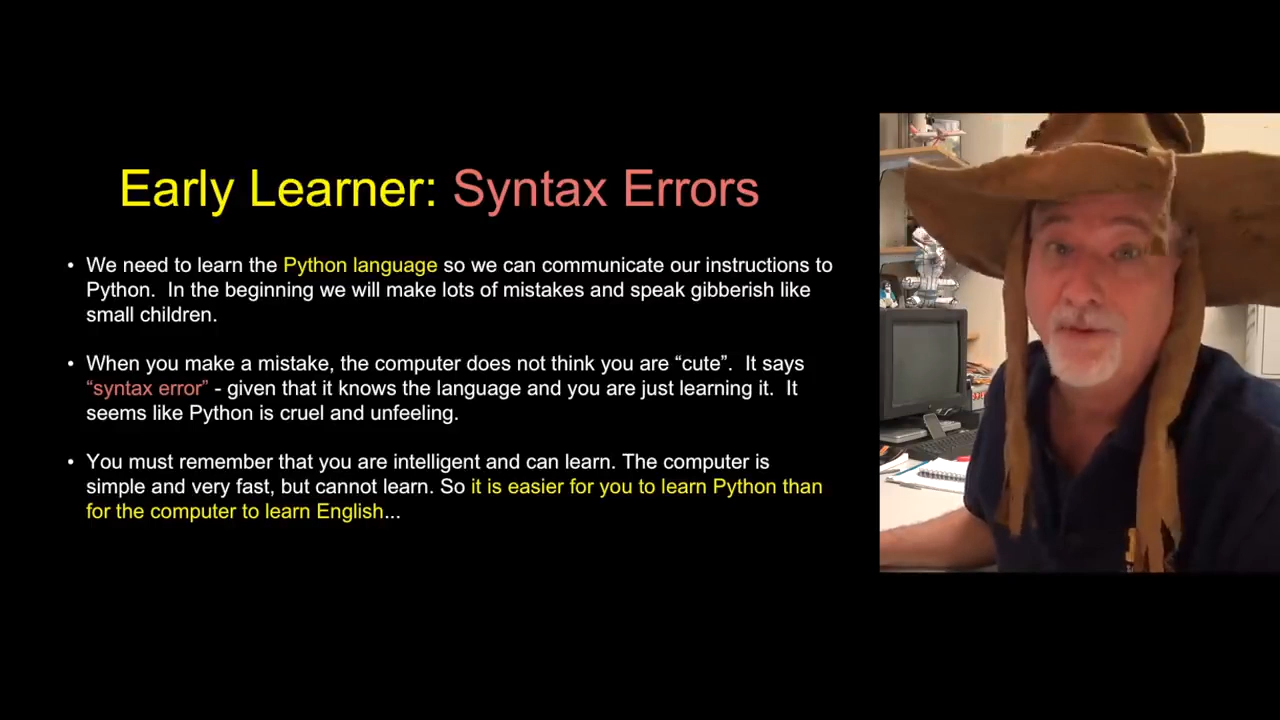 Early Learner: Syntax Errors
• We need to learn the Python language so we can communicate our instructions to
Python.  In the beginning we will make lots of mistakes and speak gibberish like
small children.
• When you make a mistake, the computer does not think you are “cute”.  It says
“syntax error” - given that it knows the language and you are just learning it.  It
seems like Python is cruel and unfeeling.
• You must remember that you are intelligent and can learn. The computer is
simple and very fast, but cannot learn. So it is easier for you to learn Python than
for the computer to learn English...